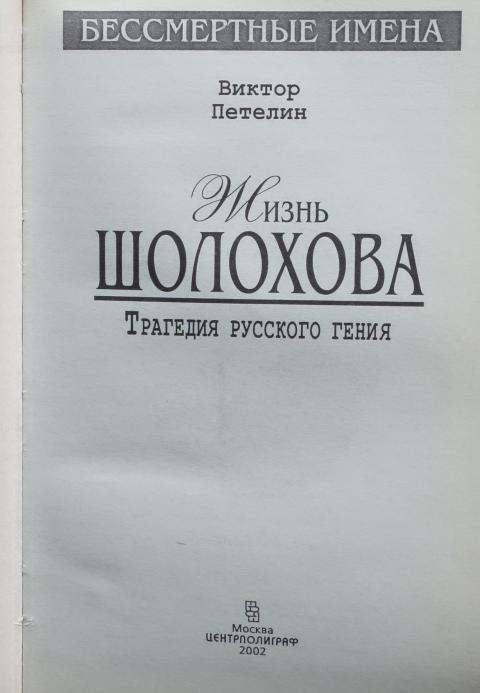 БЕССМЕРТНЫЕ ИМЕНА
Виктор
Петелин
Жизнь
ШОЛОХОВА
Трагедия русского гения
Москва
ЦЕНТРПОЛИГРАФ
2002